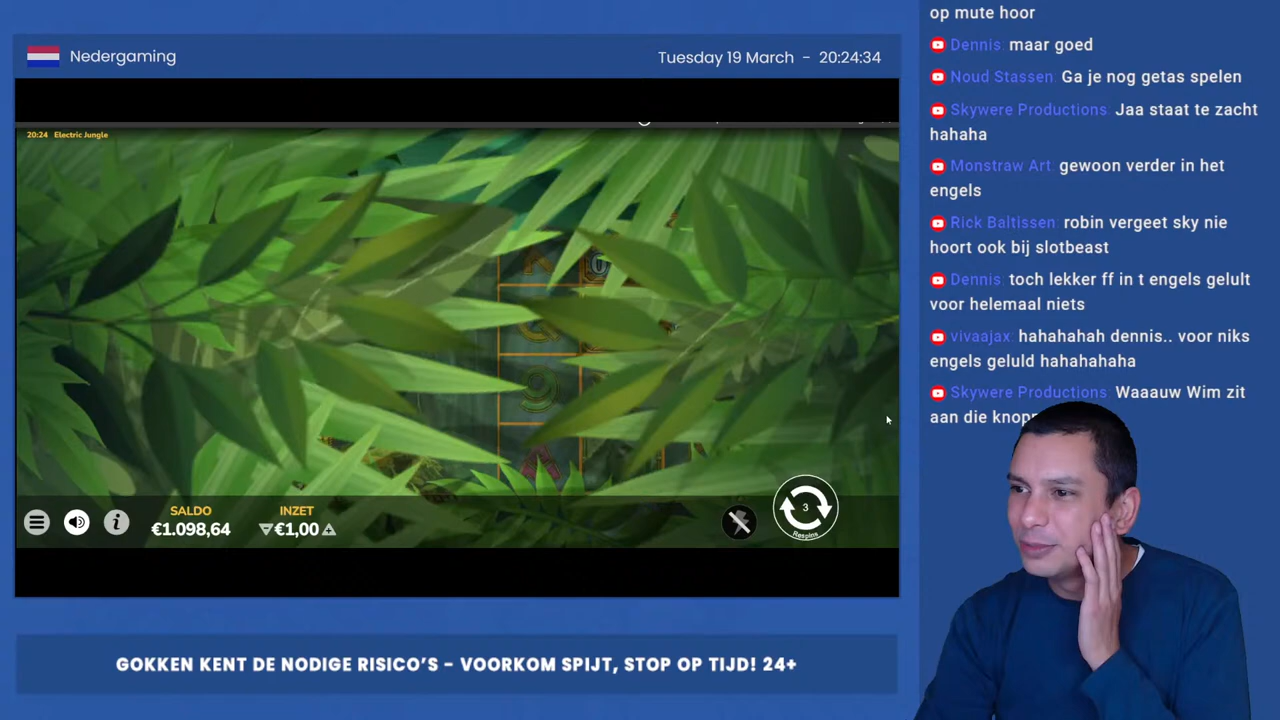 Nedergaming
Tuesday 19 March - 20:24:34
20:24 Electric Jungle
9
SALDO
€1.098,64
INZET
€1,00
3
Respins
GOKKEN KENT DE NODIGE RISICO'S - VOORKOM SPIJT, STOP OP TIJD! 24+
op mute hoor
Dennis: maar goed
Noud Stassen: Ga je nog getas spelen
Skywere Productions: Jaa staat te zacht
hahaha
Monstraw Art: gewoon verder in het
engels
Rick Baltissen: robin vergeet sky nie
hoort ook bij slotbeast
Dennis: toch lekker ff in t engels gelult
voor helemaal niets
vivaajax: hahahahah dennis.. voor niks
engels geluld hahahahaha
Skywere Productions: Waaauw Wim zit
aan die knopp